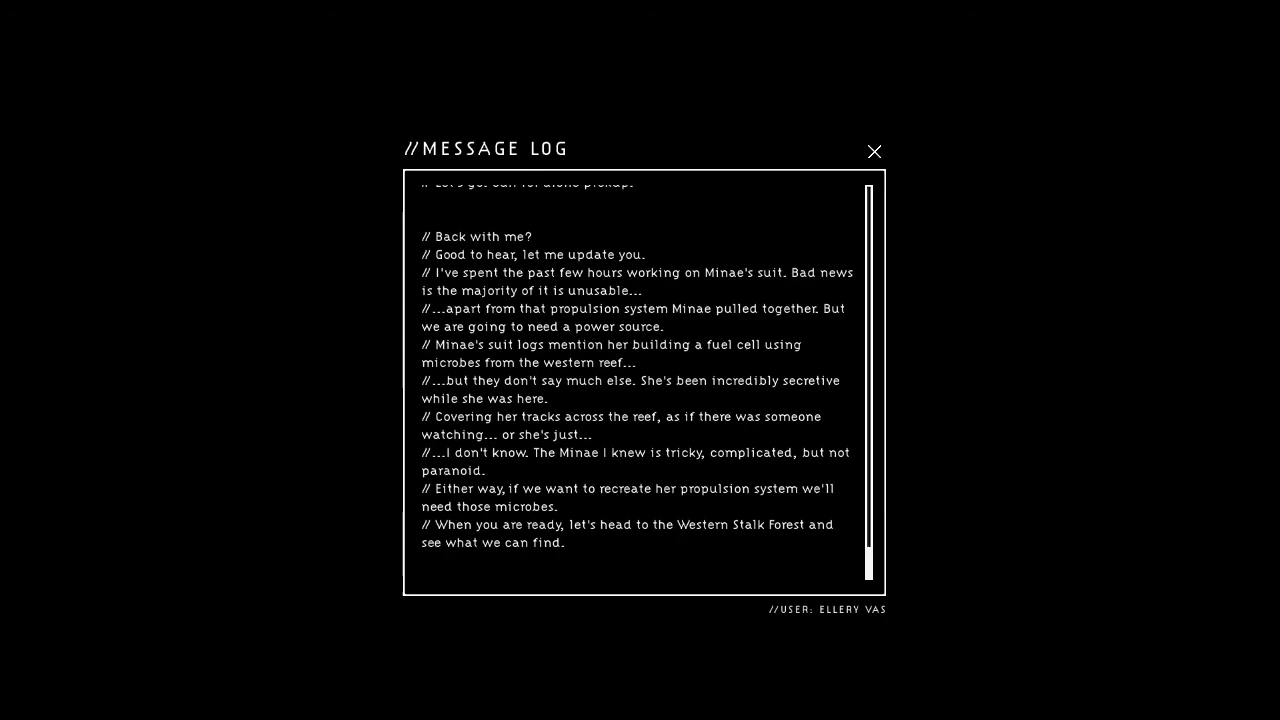 //MESSAGE LOG
// Back with me?
// Good to hear, let me update you.
// I've spent the past few hours working on Minae's suit. Bad news
is the majority of it is unusable...
//...apart from that propulsion system Minae pulled together. But
we are going to need a power source.
// Minae's suit logs mention her building a fuel cell using
microbes from the western reef...
//...but they don't say much else. She's been incredibly secretive
while she was here.
// Covering her tracks across the reef, as if there was someone
watching... or she's just...
//...I don't know. The Minae I knew is tricky, complicated, but not
paranoid.
// Either way, if we want to recreate her propulsion system we'll
need those microbes.
// When you are ready, let's head to the Western Stalk Forest and
see what we can find.
//USER: ELLERY VAS